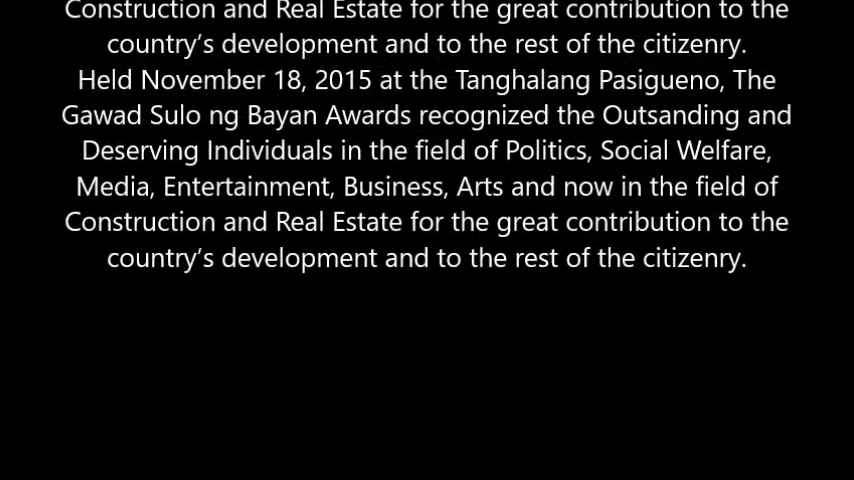 Construction and Real Estate for the great contribution to the
country’s development and to the rest of the citizenry.
Held November 18, 2015 at the Tanghalang Pasigueno, The
Gawad Sulo ng Bayan Awards recognized the Outsanding and
Deserving Individuals in the field of Politics, Social Welfare,
Media, Entertainment, Business, Arts and now in the field of
Construction and Real Estate for the great contribution to the
country’s development and to the rest of the citizenry.